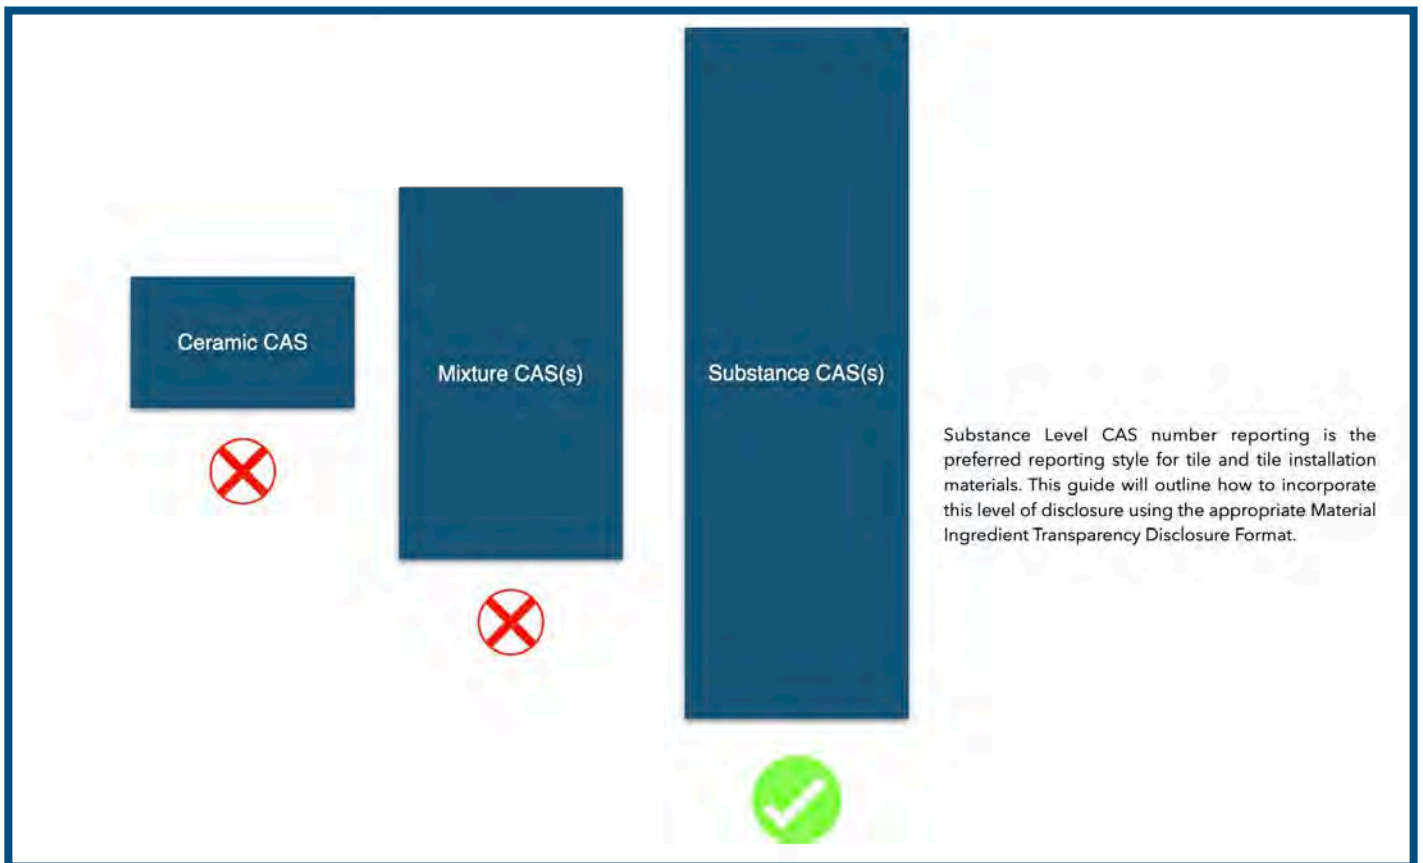 Ceramic CAS
Mixture CAS(s)
Substance CAS(s)
Substance Level CAS number reporting is the
preferred reporting style for tile and tile installation
materials. This guide will outline how to incorporate
this level of disclosure using the appropriate Material
Ingredient Transparency Disclosure Format.